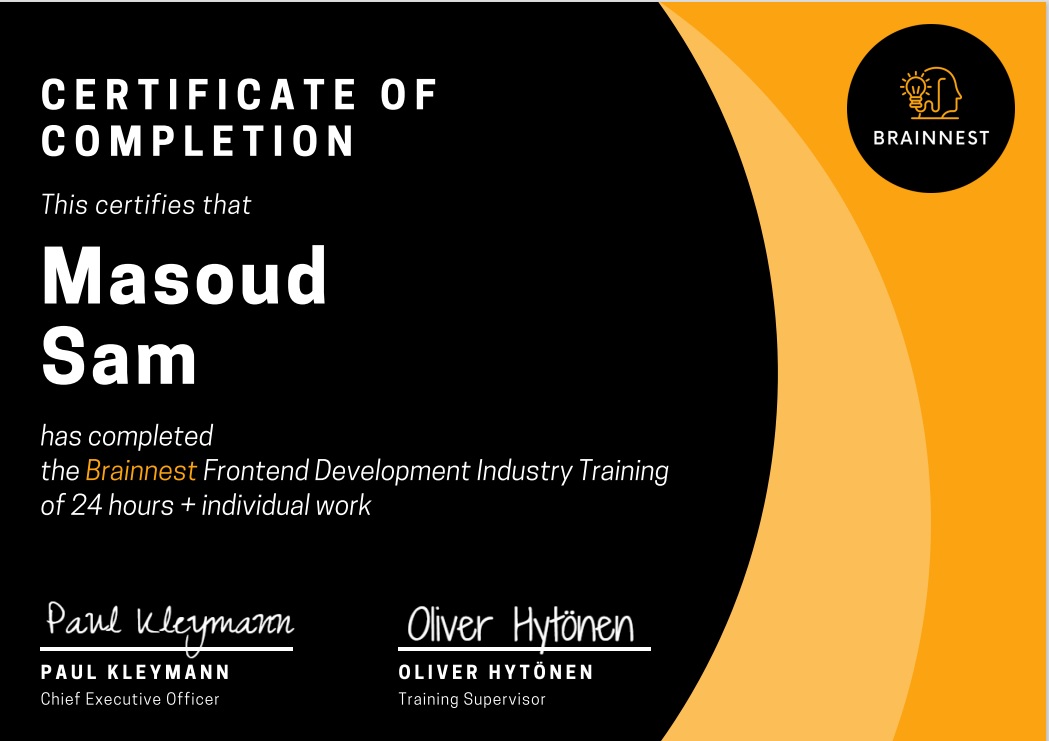 CERTIFICATE OF
COMPLETION
BRAINNEST
This certifies that
Masoud
Sam
has completed
the Brainnest Frontend Development Industry Training
of 24 hours + individual work
Paul Kleymann
Oliver Hytönen
PAUL KLEYMANN
OLIVER HYTÖNEN
Chief Executive Officer
Training Supervisor